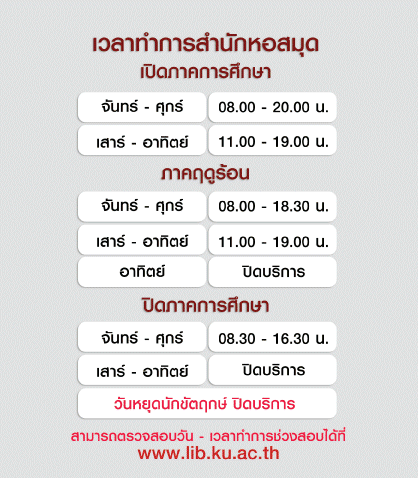 เวลาทำการสำนักหอสมุด
เปิดภาคการศึกษา
จันทร์ - ศุกร์ 08.00 - 20.00 น.
เสาร์ - อาทิตย์ 11.00 - 19.00 น.
ภาคฤดูร้อน
จันทร์ - ศุกร์ 08.00 - 18.30 น.
เสาร์ - อาทิตย์ 11.00 - 19.00 น.
อาทิตย์ ปิดบริการ
ปิดภาคการศึกษา
จันทร์ - ศุกร์ 08.30 - 16.30 น.
เสาร์ - อาทิตย์ ปิดบริการ
วันหยุดนักขัตฤกษ์ ปิดบริการ
สามารถตรวจสอบวัน - เวลาทำการช่วงสอบได้ที่
www.lib.ku.ac.th